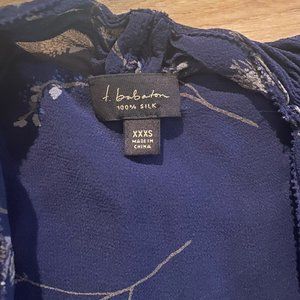 t. babaton
100% SILK
XXXS
MADE IN
CHINA